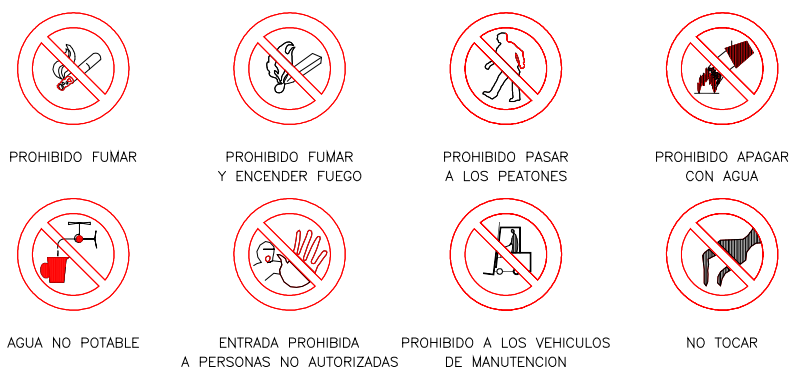 PROHIBIDO FUMAR
PROHIBIDO FUMAR
Y ENCENDER FUEGO
PROHIBIDO PASAR
A LOS PEATONES
PROHIBIDO APAGAR
CON AGUA
AGUA NO POTABLE
ENTRADA PROHIBIDA
A PERSONAS NO AUTORIZADAS
PROHIBIDO A LOS VEHICULOS
DE MANUTENCION
NO TOCAR